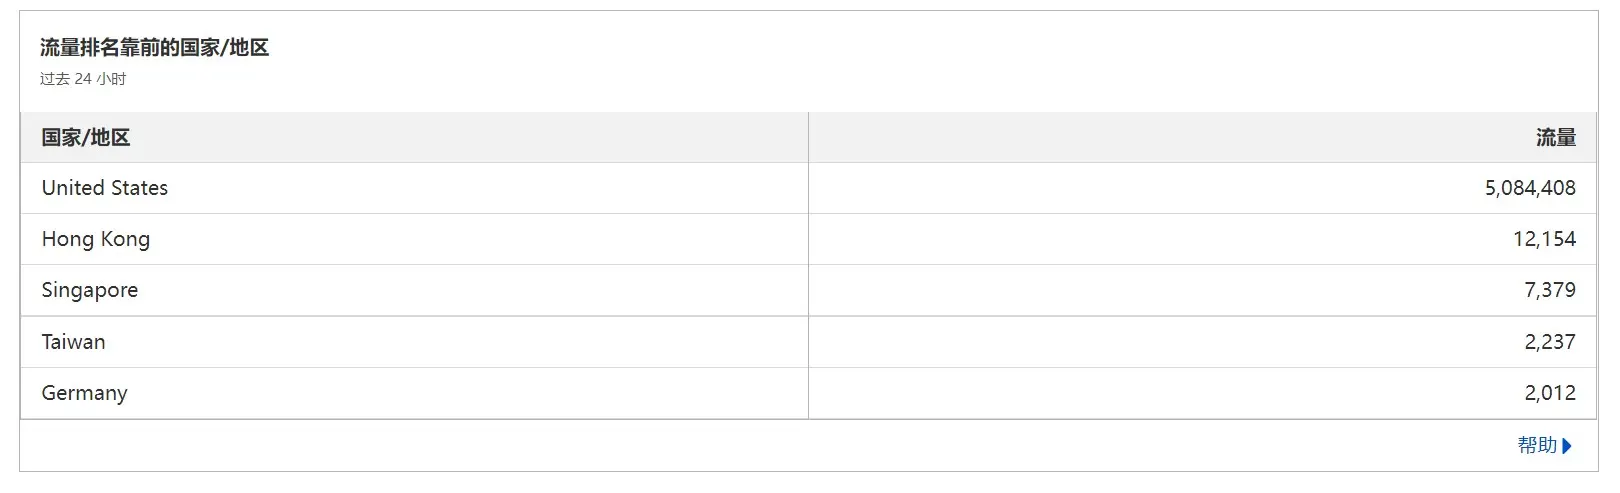 流量排名靠前的国家/地区
过去 24 小时
国家/地区 流量
United States 5,084,408
Hong Kong 12,154
Singapore 7,379
Taiwan 2,237
Germany 2,012
帮助